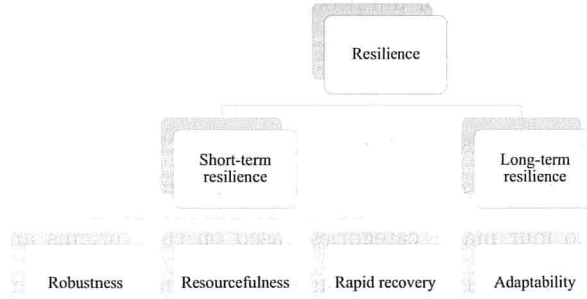 Resilience
Short-term
resilience
Long-term
resilience
Robustness
Resourcefulness
Rapid recovery
Adaptability